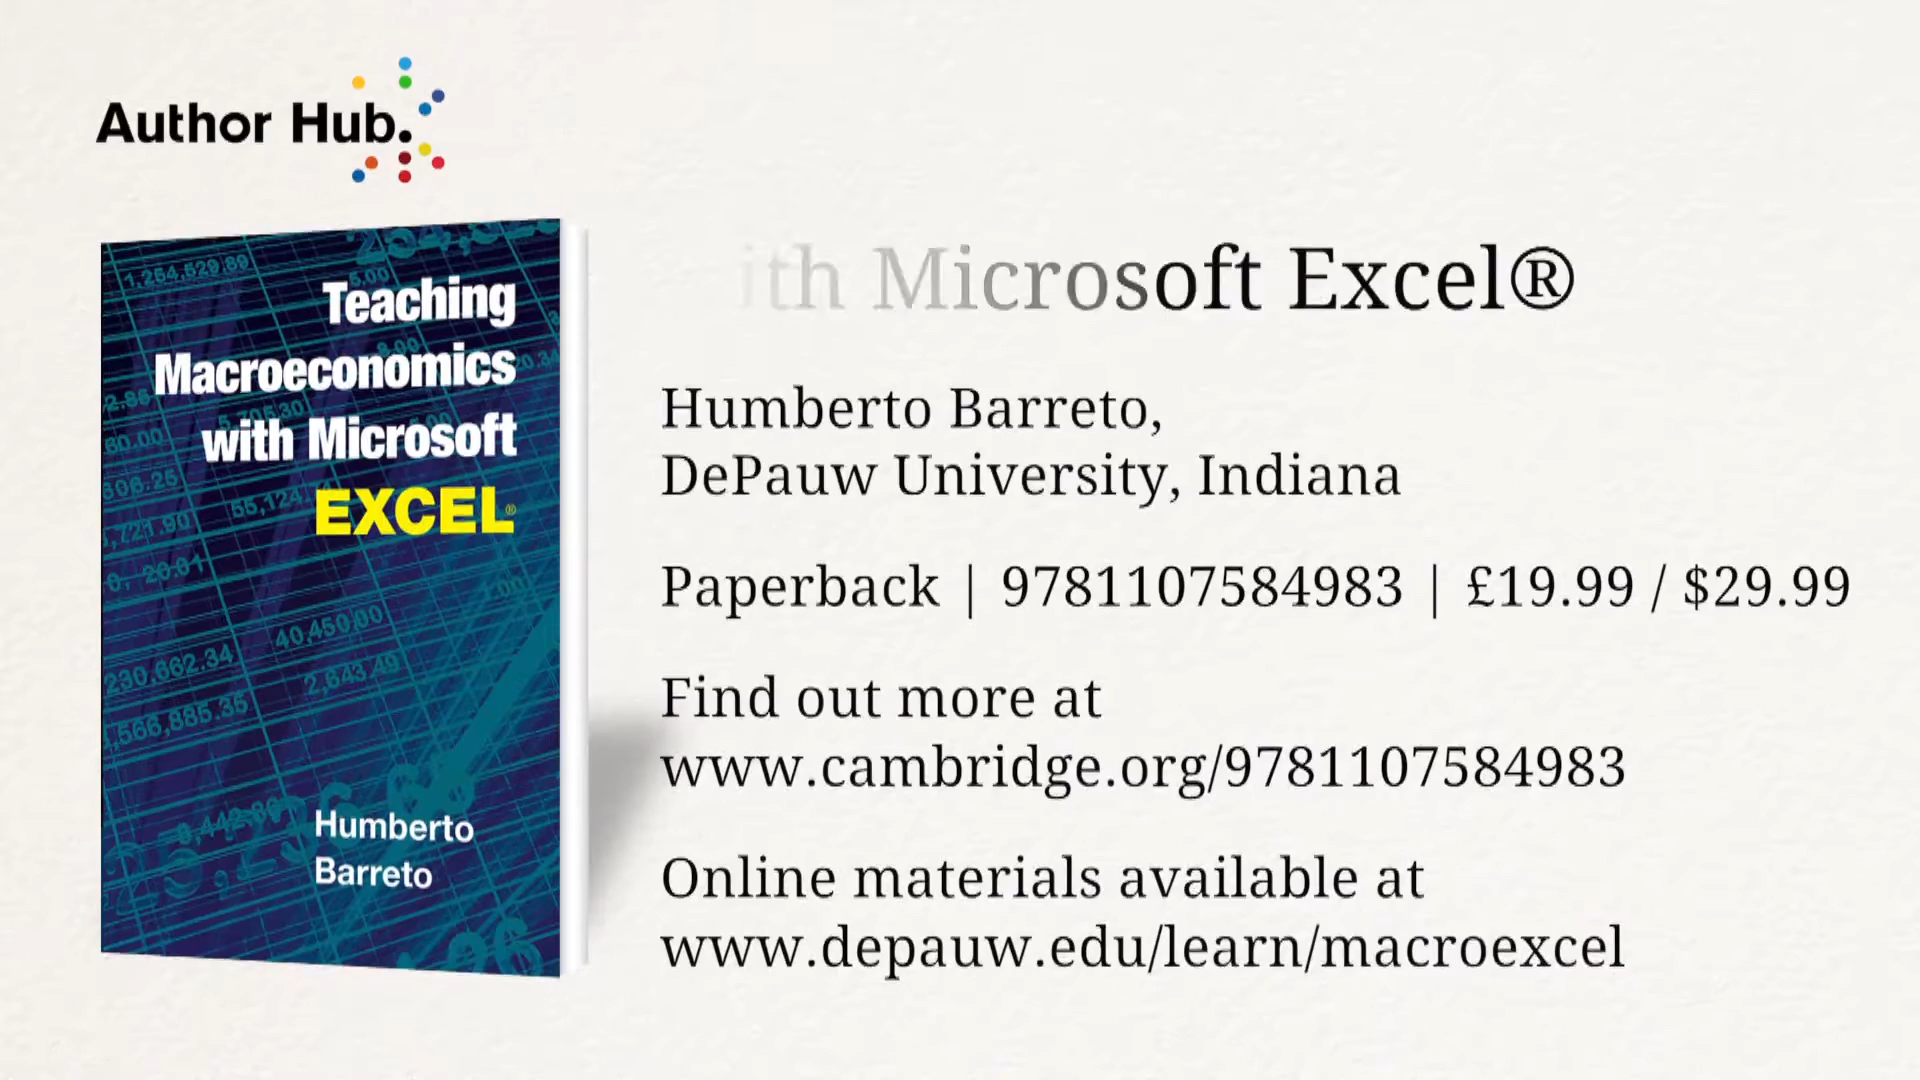 Author Hub.
Teaching
Macroeconomics
with Microsoft
EXCEL®
Humberto
Barreto
ith Microsoft Excel®
Humberto Barreto,
DePauw University, Indiana
Paperback | 9781107584983 | £19.99 / $29.99
Find out more at
www.cambridge.org/9781107584983
Online materials available at
www.depauw.edu/learn/macroexcel